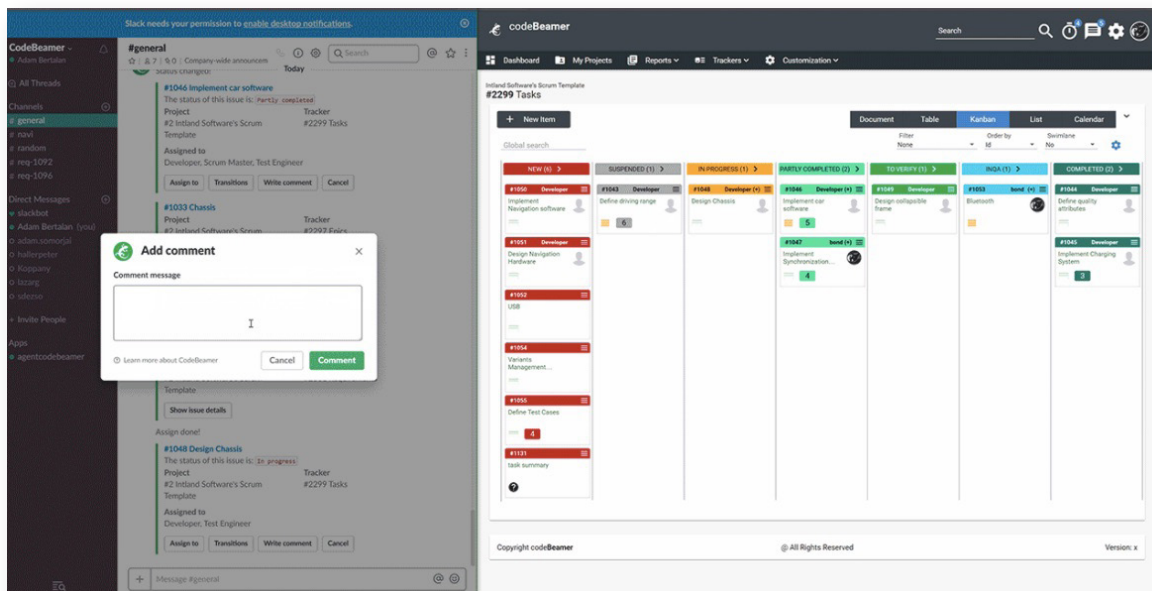 Slack needs your permission to enable desktop notifications.
CodeBeamer
Adam Bertalan
All Threads
Channels
# general
# navi
# random
# req-1092
# req-1096
Direct Messages
slackbot
Adam Bertalan (you)
adam.somorjai
hallerpeter
Koppany
lazarg
sdezso
+ Invite People
Apps
agentcodebeamer
#general
7 | 0 | Company-wide announcem
Search
Today
Status changed!
#1046 Implement car software
The status of this issue is: Partly completed
Project Tracker
#2 Intland Software's Scrum #2299 Tasks
Template
Assigned to
Developer, Scrum Master, Test Engineer
Assign to Transitions Write comment Cancel
#1033 Chassis
Project Tracker
#2 Intland Software's Scrum #2297 Epics
Add comment
Comment message
Learn more about CodeBeamer
Cancel Comment
Template
Show issue details
Assign done!
#1048 Design Chassis
The status of this issue is: In progress
Project Tracker
#2 Intland Software's Scrum #2299 Tasks
Template
Assigned to
Developer, Test Engineer
Assign to Transitions Write comment Cancel
+ Message #general
codeBeamer
Search
Dashboard My Projects Reports Trackers Customization
Intland Software's Scrum Template
#2299 Tasks
+ New Item
Document Table Kanban List Calendar
Global search
Filter Order by Swimlane
None Id No
NEW (6) > SUSPENDED (1) > IN PROGRESS (1) > PARTLY COMPLETED (2) > TO VERIFY (1) > INQA (1) > COMPLETED (2) >
#1050 Developer
Implement
Navigation software
#1051 Developer
Design Navigation
Hardware
#1052
USB
#1054
Variants
Management...
#1055
Define Test Cases
4
#1131
task summary
?
#1043 Developer
Define driving range
6
#1048 Developer (+)
Design Chassis
#1046 Developer (+)
Implement car
software
5
#1047 bond (+)
Implement
Synchronization...
4
#1049 Developer
Design collapsible
frame
#1053 bond (+)
Bluetooth
#1044 Developer
Define quality
attributes
#1045 Developer
Implement Charging
System
3
Copyright codeBeamer @ All Rights Reserved Version: x